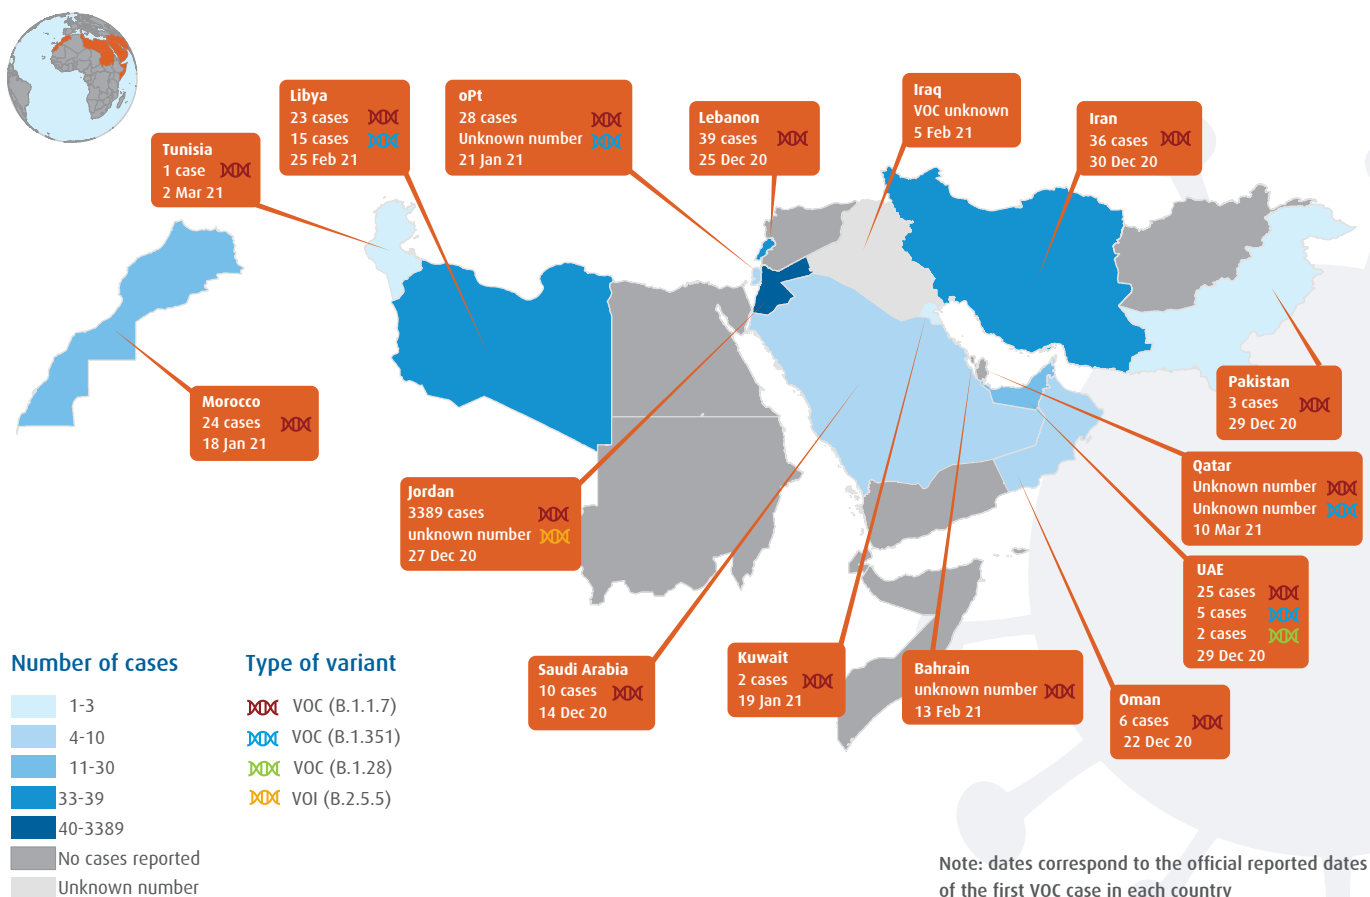 Libya
23 cases
15 cases
25 Feb 21
oPt
28 cases
Unknown number
21 Jan 21
Lebanon
39 cases
25 Dec 20
Iraq
VOC unknown
5 Feb 21
Iran
36 cases
30 Dec 20
Tunisia
1 case
2 Mar 21
Morocco
24 cases
18 Jan 21
Pakistan
3 cases
29 Dec 20
Jordan
3389 cases
unknown number
27 Dec 20
Qatar
Unknown number
Unknown number
10 Mar 21
UAE
25 cases
5 cases
2 cases
29 Dec 20
Saudi Arabia
10 cases
14 Dec 20
Kuwait
2 cases
19 Jan 21
Bahrain
unknown number
13 Feb 21
Oman
6 cases
22 Dec 20
Number of cases
1-3
4-10
11-30
33-39
40-3389
No cases reported
Unknown number
Type of variant
VOC (B.1.1.7)
VOC (B.1.351)
VOC (B.1.28)
VOI (B.2.5.5)
Note: dates correspond to the official reported dates
of the first VOC case in each country